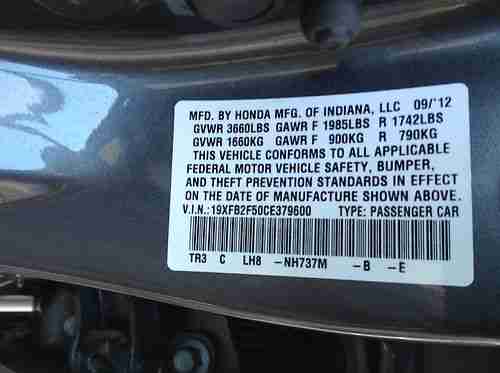 MFD. BY HONDA MFG. OF INDIANA, LLC 09/'12
GVWR 3660LBS GAWR F 1985LBS R 1742LBS
GVWR 1660KG GAWR F 900KG R 790KG
THIS VEHICLE CONFORMS TO ALL APPLICABLE
FEDERAL MOTOR VEHICLE SAFETY, BUMPER,
AND THEFT PREVENTION STANDARDS IN EFFECT
ON THE DATE OF MANUFACTURE SHOWN ABOVE.
V.I.N.: 19XFB2F50CE379600 TYPE: PASSENGER CAR
TR3 C LH8 -NH737M -B -E